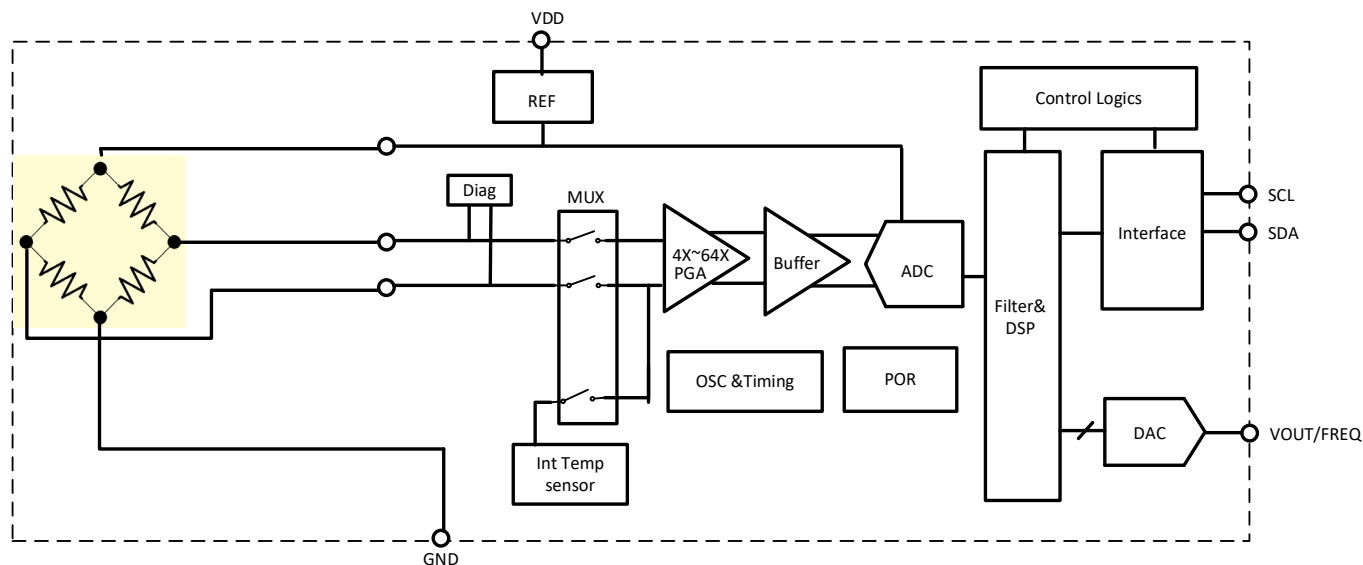 VDD
REF
Control Logics
Diag
MUX
SCL
SDA
4X~64X
PGA
Buffer
ADC
Interface
Filter&
DSP
OSC &Timing
POR
DAC
VOUT/FREQ
Int Temp
sensor
GND